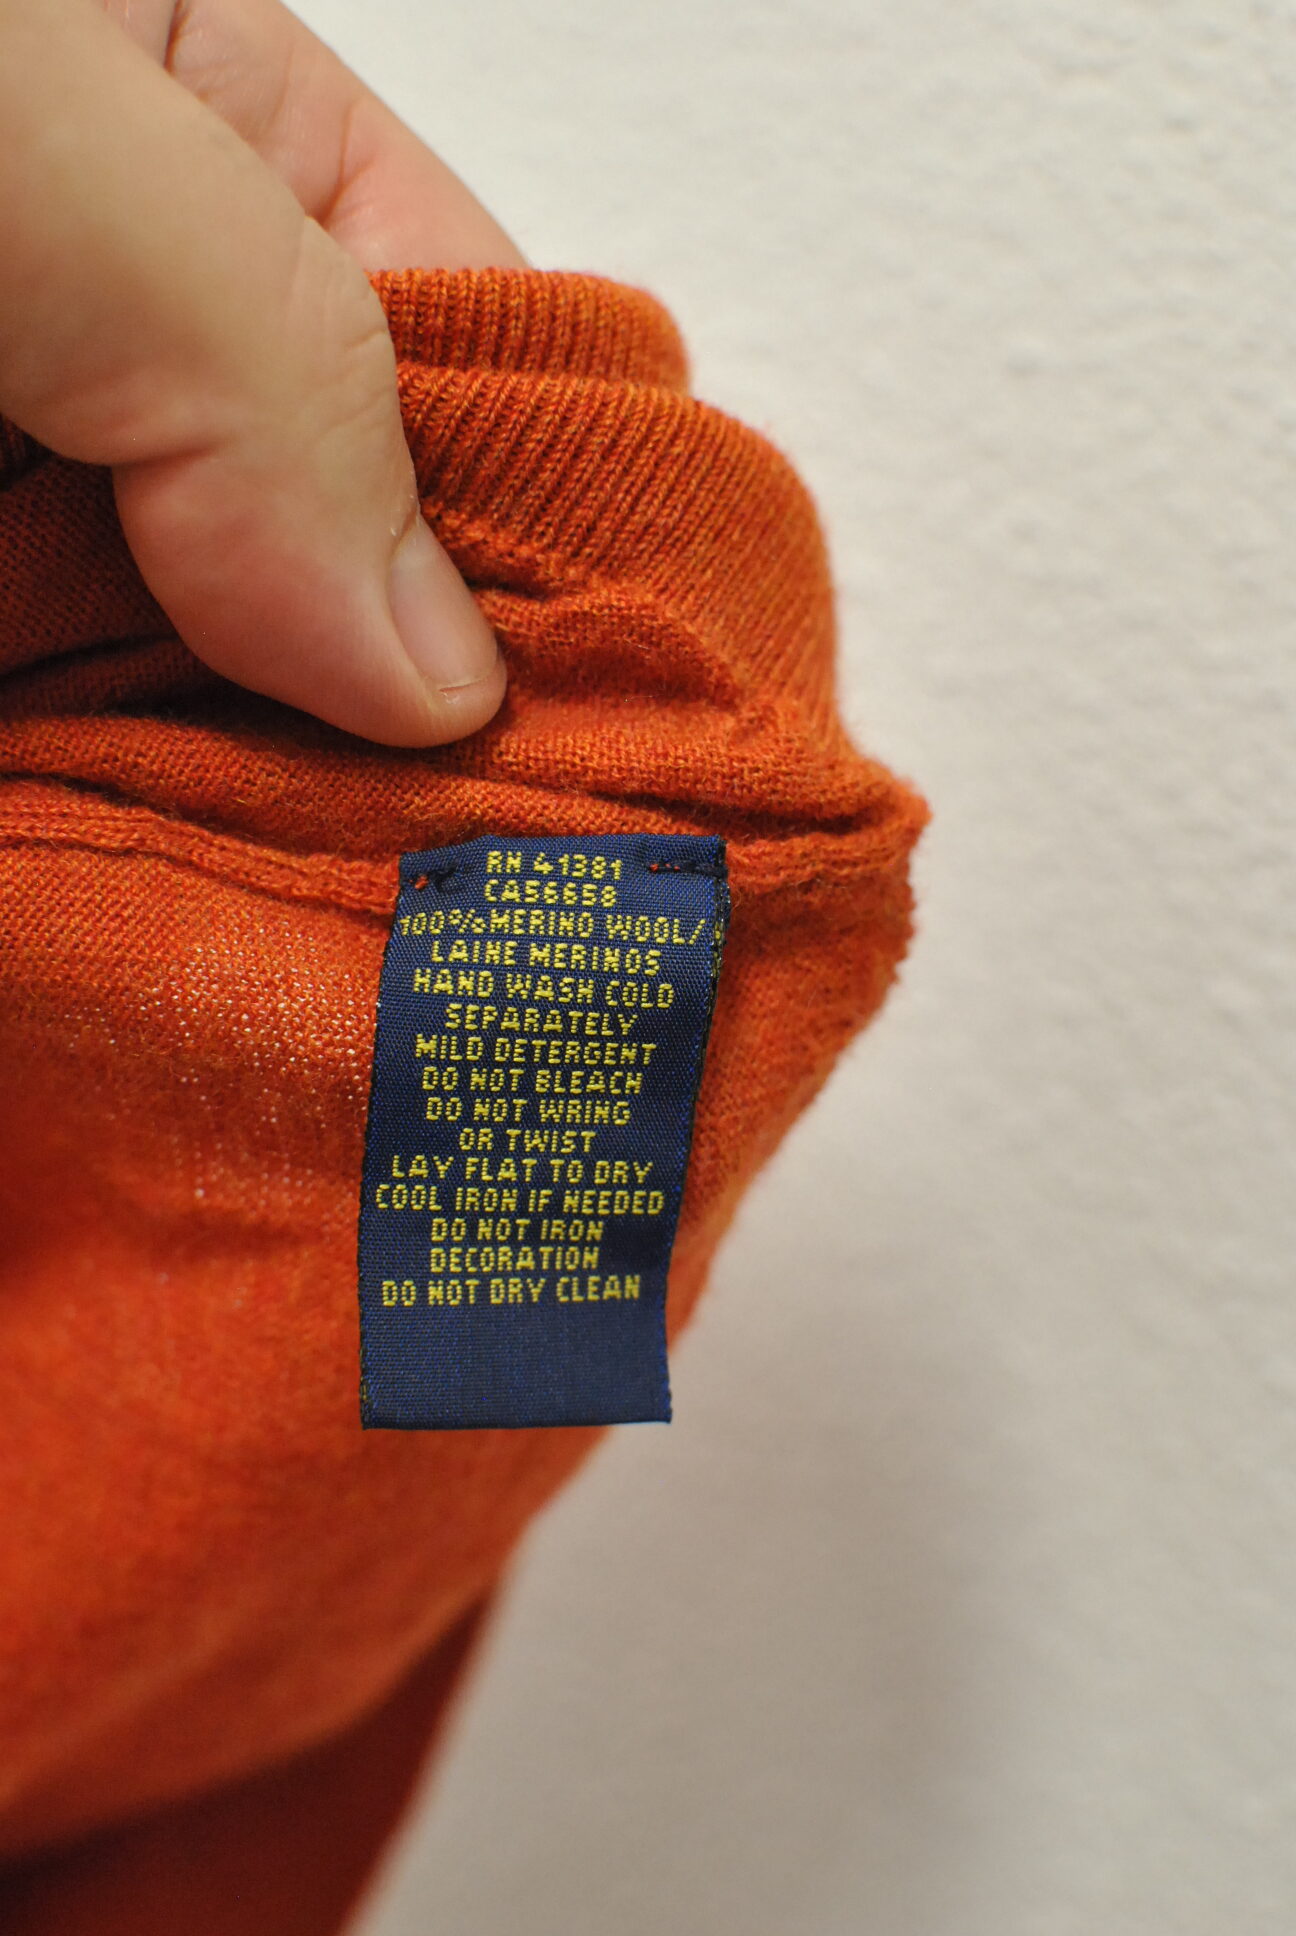 RN 41381
CA56658
100% MERINO WOOL/
LAINE MERINOS
HAND WASH COLD
SEPARATELY
MILD DETERGENT
DO NOT BLEACH
DO NOT WRING
OR TWIST
LAY FLAT TO DRY
COOL IRON IF NEEDED
DO NOT IRON
DECORATION
DO NOT DRY CLEAN